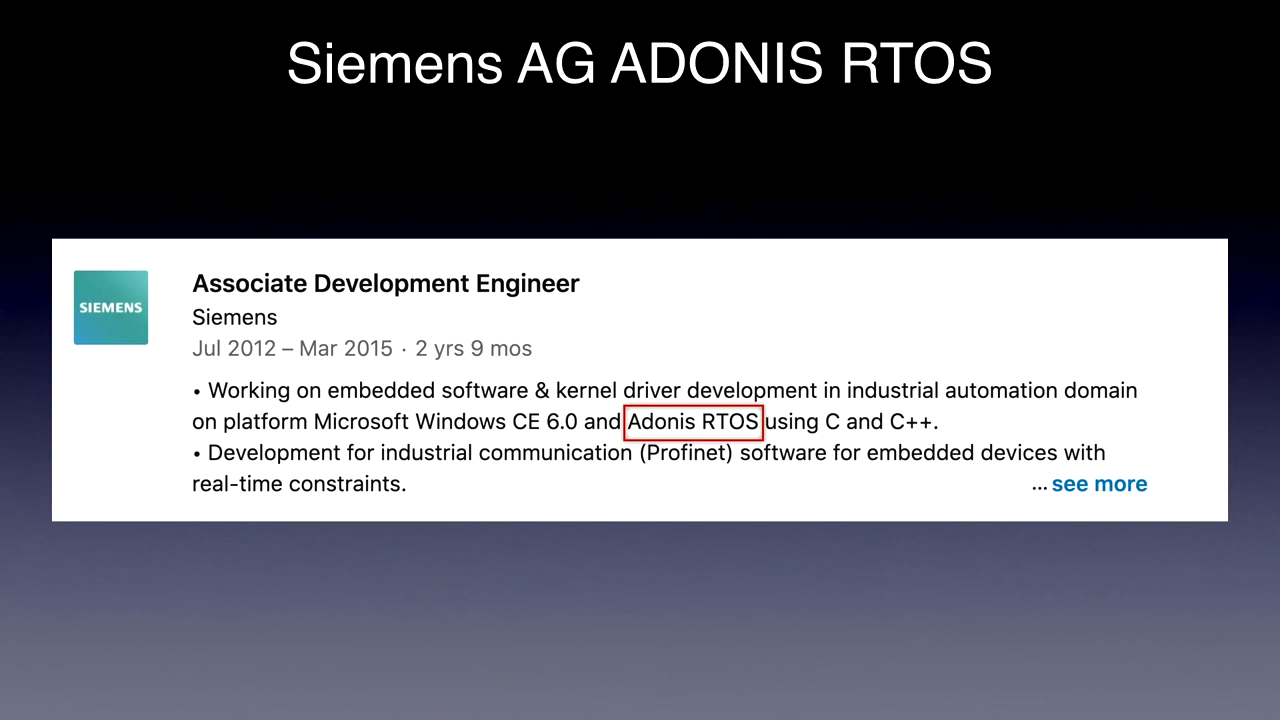 Siemens AG ADONIS RTOS
SIEMENS
Associate Development Engineer
Siemens
Jul 2012 – Mar 2015 · 2 yrs 9 mos
• Working on embedded software & kernel driver development in industrial automation domain
on platform Microsoft Windows CE 6.0 and Adonis RTOS using C and C++.
• Development for industrial communication (Profinet) software for embedded devices with
real-time constraints.
... see more